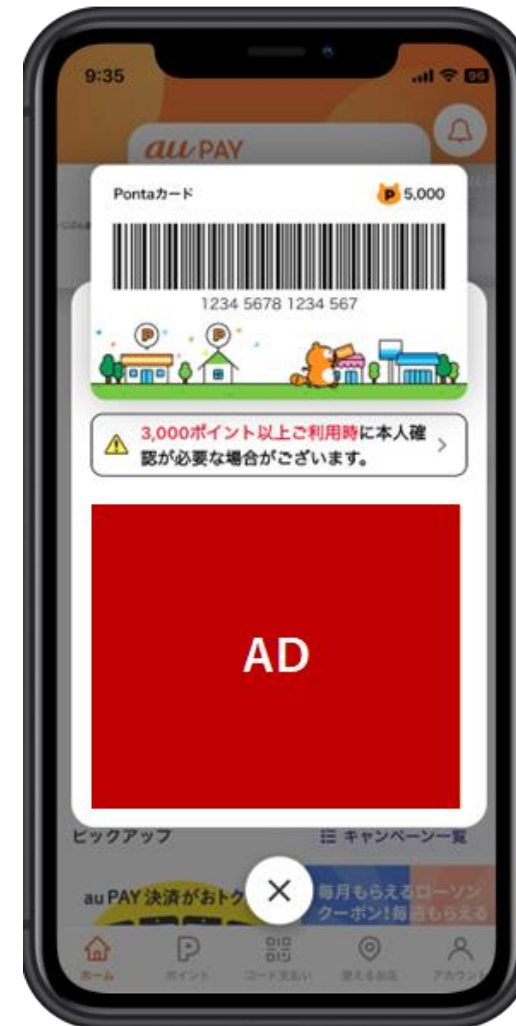 9:35
96
au PAY
Pontaカード
P 5,000
1234 5678 1234 567
P P
3,000ポイント以上ご利用時に本人確
認が必要な場合がございます。
AD
ピックアップ
キャンペーン一覧
au PAY 決済がおトク
毎月もらえるローソン
クーポン!毎週もらえる
ホーム
ポイント
コード支払い
使えるお店
アカウント